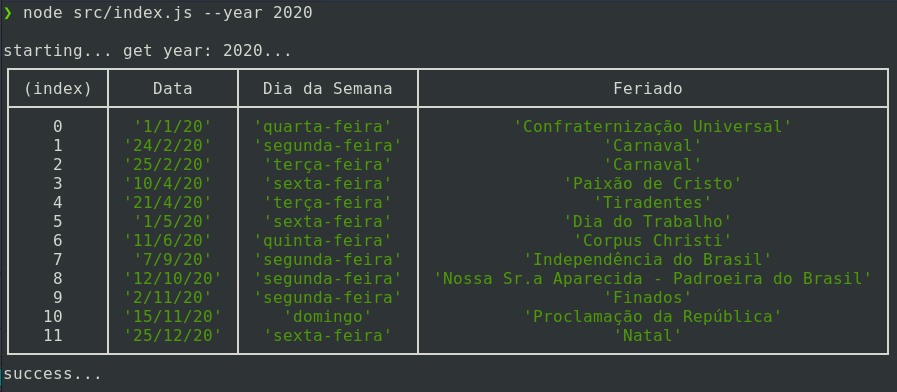 ❯ node src/index.js --year 2020
starting... get year: 2020...
(index) Data Dia da Semana Feriado
0 '1/1/20' 'quarta-feira' 'Confraternização Universal'
1 '24/2/20' 'segunda-feira' 'Carnaval'
2 '25/2/20' 'terça-feira' 'Carnaval'
3 '10/4/20' 'sexta-feira' 'Paixão de Cristo'
4 '21/4/20' 'terça-feira' 'Tiradentes'
5 '1/5/20' 'sexta-feira' 'Dia do Trabalho'
6 '11/6/20' 'quinta-feira' 'Corpus Christi'
7 '7/9/20' 'segunda-feira' 'Independência do Brasil'
8 '12/10/20' 'segunda-feira' 'Nossa Sr.a Aparecida - Padroeira do Brasil'
9 '2/11/20' 'segunda-feira' 'Finados'
10 '15/11/20' 'domingo' 'Proclamação da República'
11 '25/12/20' 'sexta-feira' 'Natal'
success...